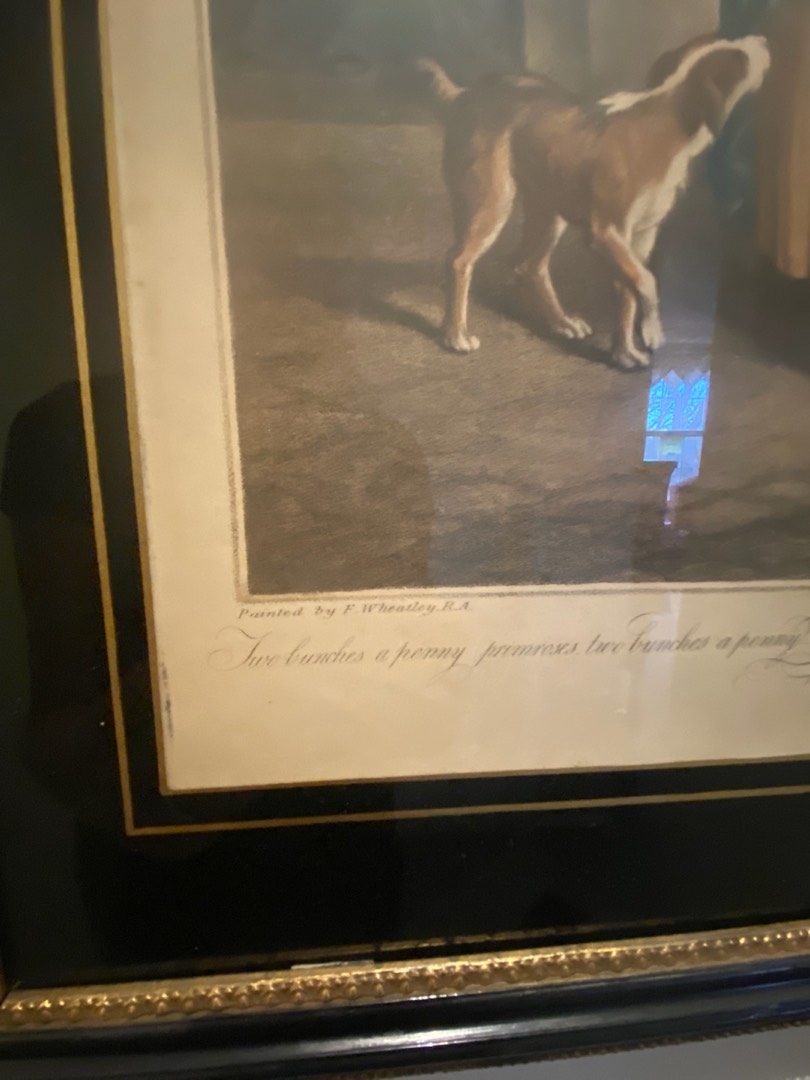 Painted by F. Wheatley, R.A.
Two bunches a penny primroses, two bunches a penny